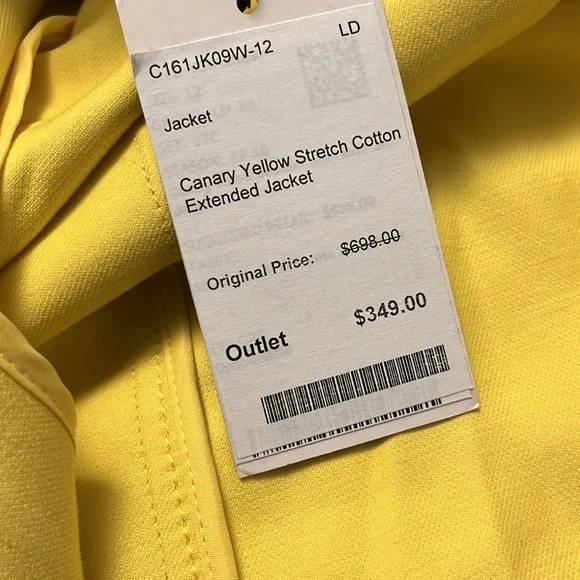 C161JK09W-12 LD
Jacket
Canary Yellow Stretch Cotton
Extended Jacket
Original Price: $698.00
Outlet $349.00